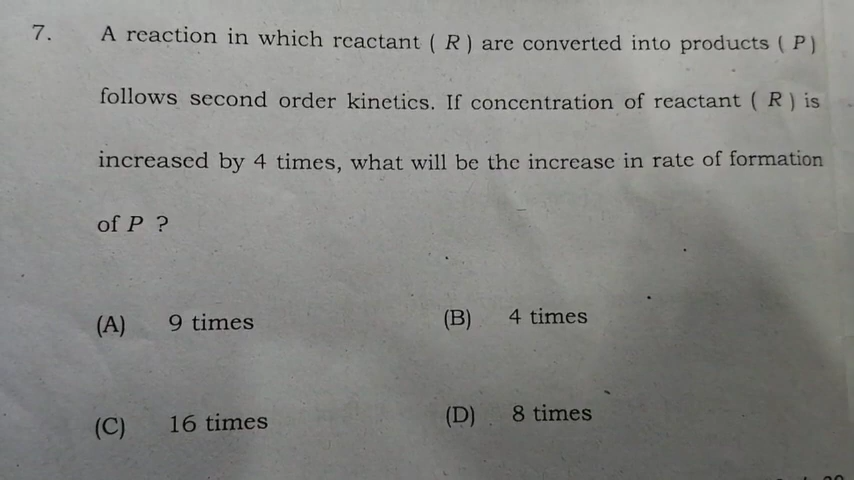 7. A reaction in which reactant ( R ) are converted into products ( P )
follows second order kinetics. If concentration of reactant ( R ) is
increased by 4 times, what will be the increase in rate of formation
of P ?
(A) 9 times (B) 4 times
(C) 16 times (D) 8 times